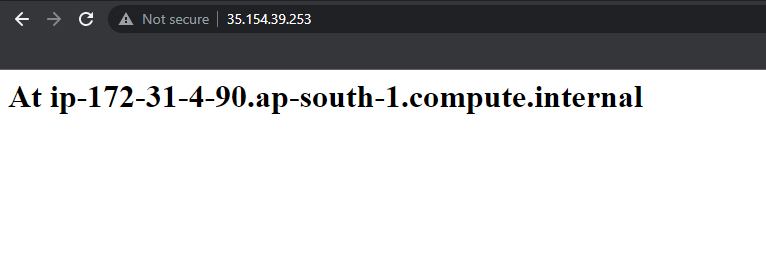 Not secure 35.154.39.253
At ip-172-31-4-90.ap-south-1.compute.internal